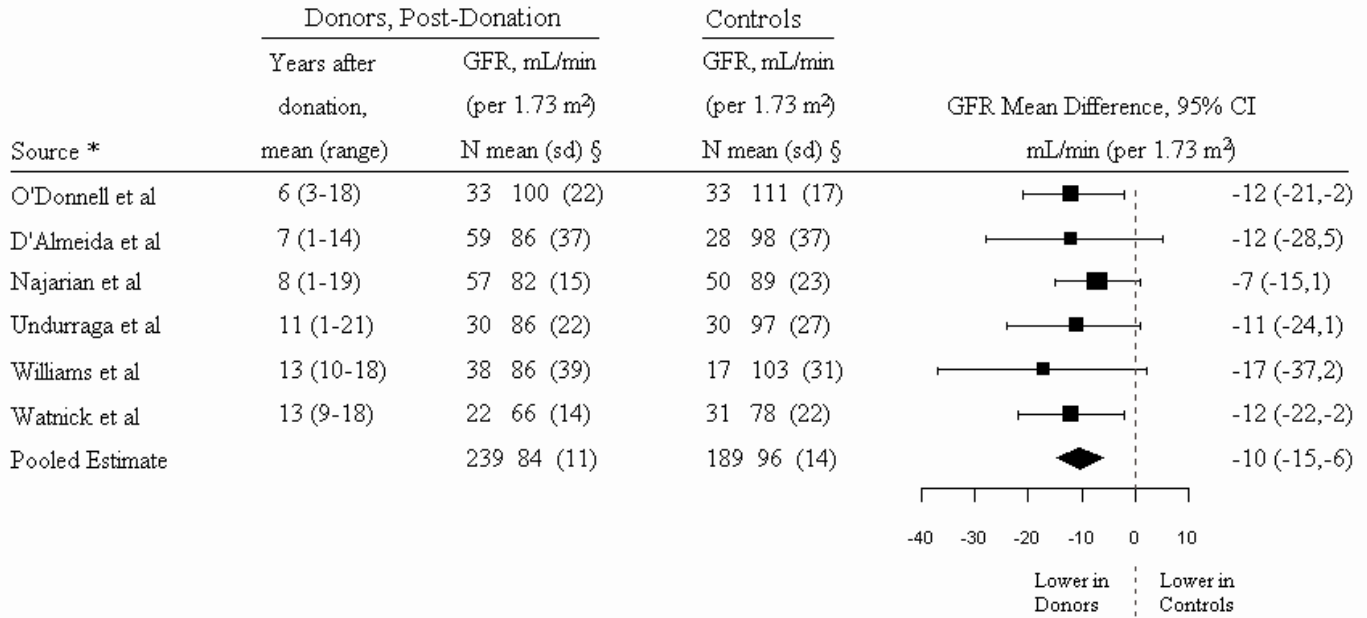 Donors, Post-Donation Controls
Years after GFR, mL/min GFR, mL/min
donation, (per 1.73 m²) (per 1.73 m²) GFR Mean Difference, 95% CI
Source * mean (range) N mean (sd) § N mean (sd) § mL/min (per 1.73 m²)
O'Donnell et al 6 (3-18) 33 100 (22) 33 111 (17) -12 (-21,-2)
D'Almeida et al 7 (1-14) 59 86 (37) 28 98 (37) -12 (-28,5)
Najarian et al 8 (1-19) 57 82 (15) 50 89 (23) -7 (-15,1)
Undurraga et al 11 (1-21) 30 86 (22) 30 97 (27) -11 (-24,1)
Williams et al 13 (10-18) 38 86 (39) 17 103 (31) -17 (-37,2)
Watnick et al 13 (9-18) 22 66 (14) 31 78 (22) -12 (-22,-2)
Pooled Estimate 239 84 (11) 189 96 (14) -10 (-15,-6)
-40 -30 -20 -10 0 10
Lower in Lower in
Donors Controls